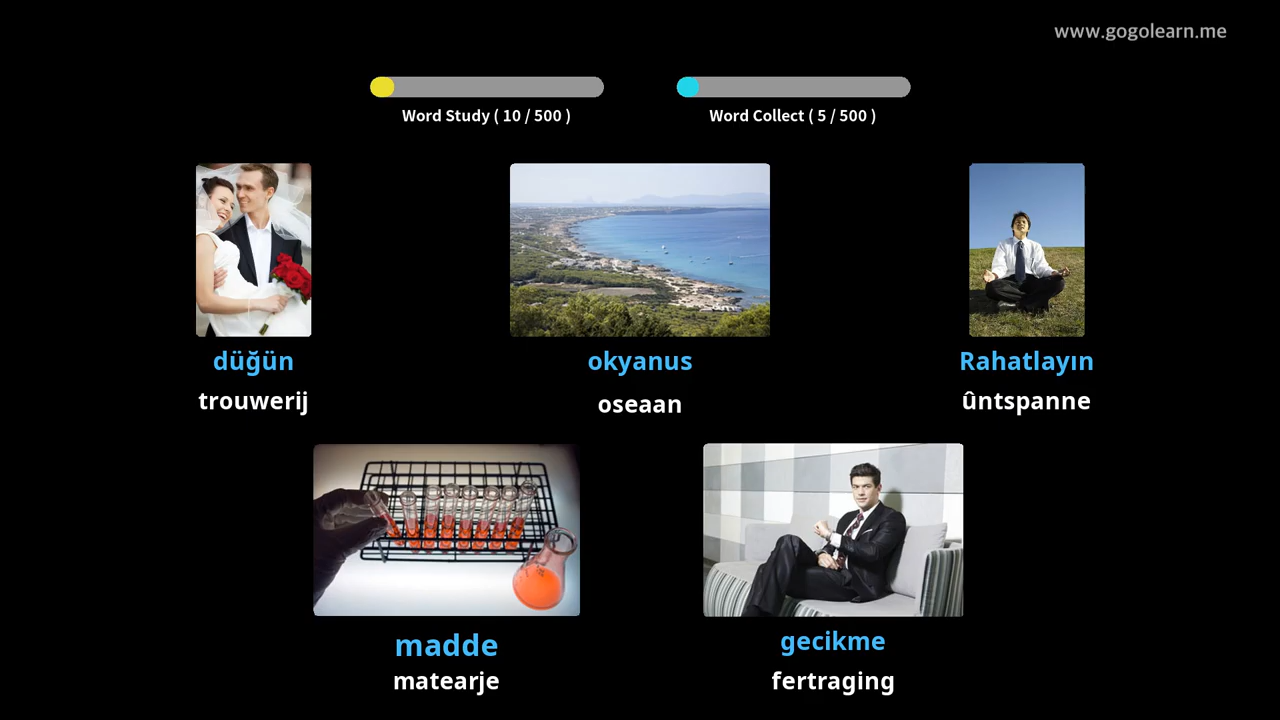 www.gogolearn.me
Word Study ( 10 / 500 )
Word Collect ( 5 / 500 )
düğün
trouwerij
okyanus
oseaan
Rahatlayın
ûntspanne
madde
matearje
gecikme
fertraging